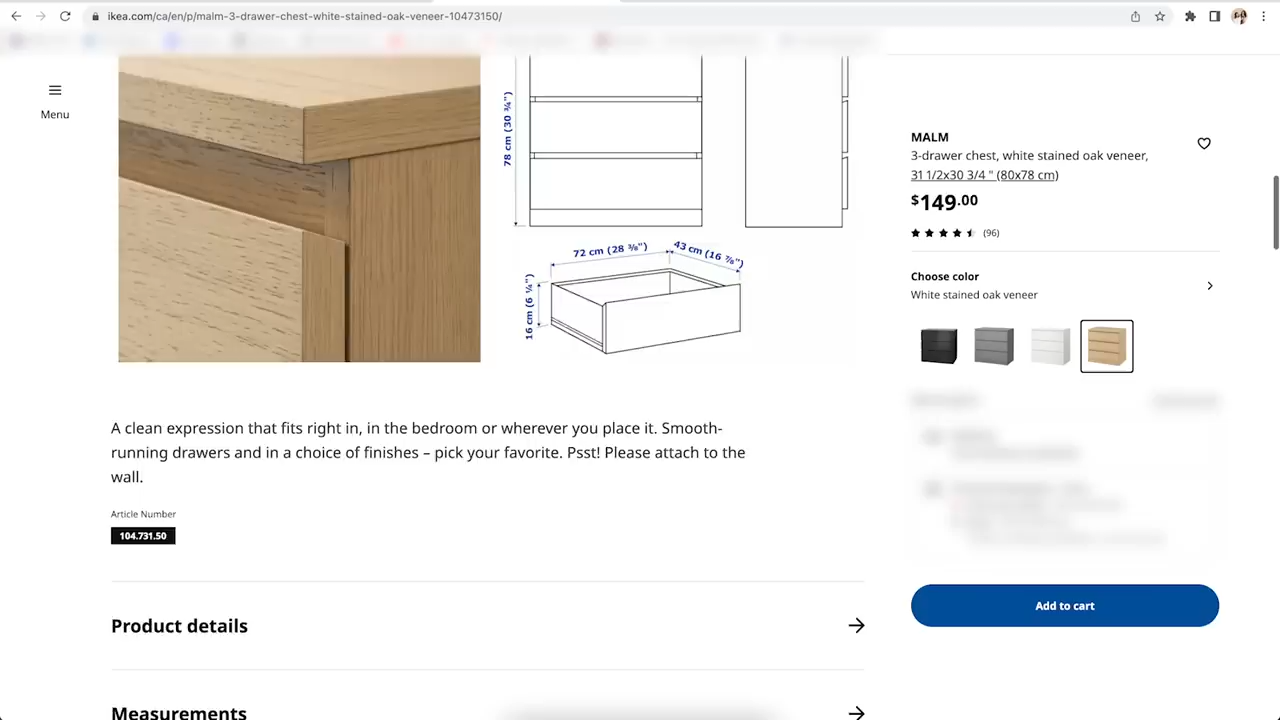 ikea.com/ca/en/p/malm-3-drawer-chest-white-stained-oak-veneer-10473150/
Menu
78 cm (30 ¾")
72 cm (28 ⅜")
43 cm (16 ⅞")
16 cm (6 ¼")
A clean expression that fits right in, in the bedroom or wherever you place it. Smooth-
running drawers and in a choice of finishes – pick your favorite. Psst! Please attach to the
wall.
Article Number
104.731.50
Product details
Measurements
MALM
3-drawer chest, white stained oak veneer,
31 1/2x30 3/4 " (80x78 cm)
$149.00
(96)
Choose color
White stained oak veneer
Add to cart